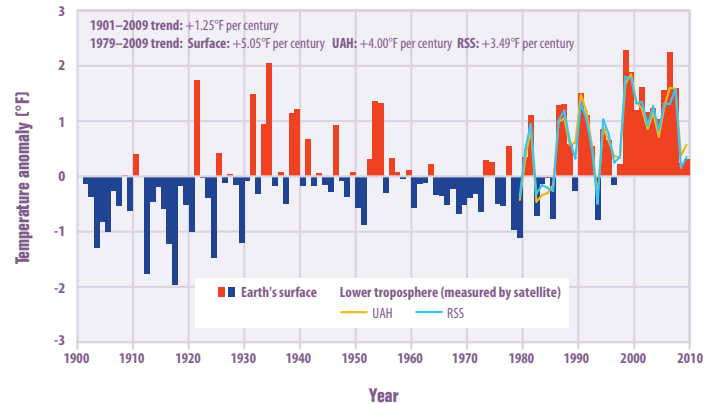 1901–2009 trend: +1.25°F per century
1979–2009 trend: Surface: +5.05°F per century UAH: +4.00°F per century RSS: +3.49°F per century
Temperature anomaly (°F)
3
2
1
0
-1
-2
-3
Earth's surface Lower troposphere (measured by satellite)
UAH RSS
1900 1910 1920 1930 1940 1950 1960 1970 1980 1990 2000 2010
Year